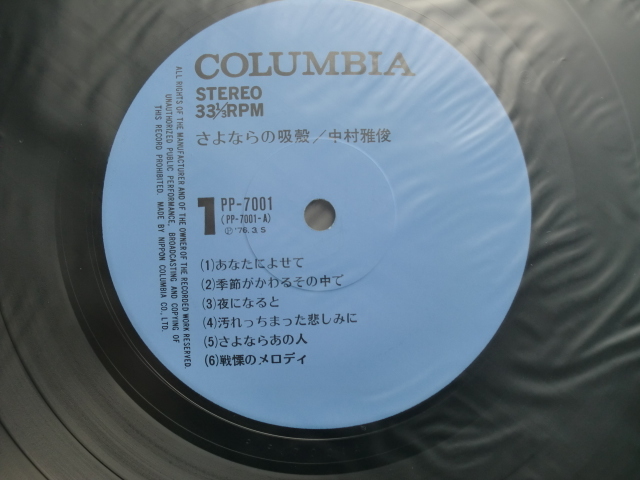 COLUMBIA
STEREO
33⅓RPM
さよならの吸殻/中村雅俊
1
PP-7001
(PP-7001-A)
Ⓟ'76.3.5
(1)あなたによせて
(2)季節がかわるその中で
(3)夜になると
(4)汚れっちまった悲しみに
(5)さよならあの人
(6)戦慄のメロディ
ALL RIGHTS OF THE MANUFACTURER AND OF THE OWNER OF THE RECORDED WORK RESERVED.
UNAUTHORIZED PUBLIC PERFORMANCE, BROADCASTING AND COPYING OF
THIS RECORD PROHIBITED. MADE BY NIPPON COLUMBIA CO., LTD.